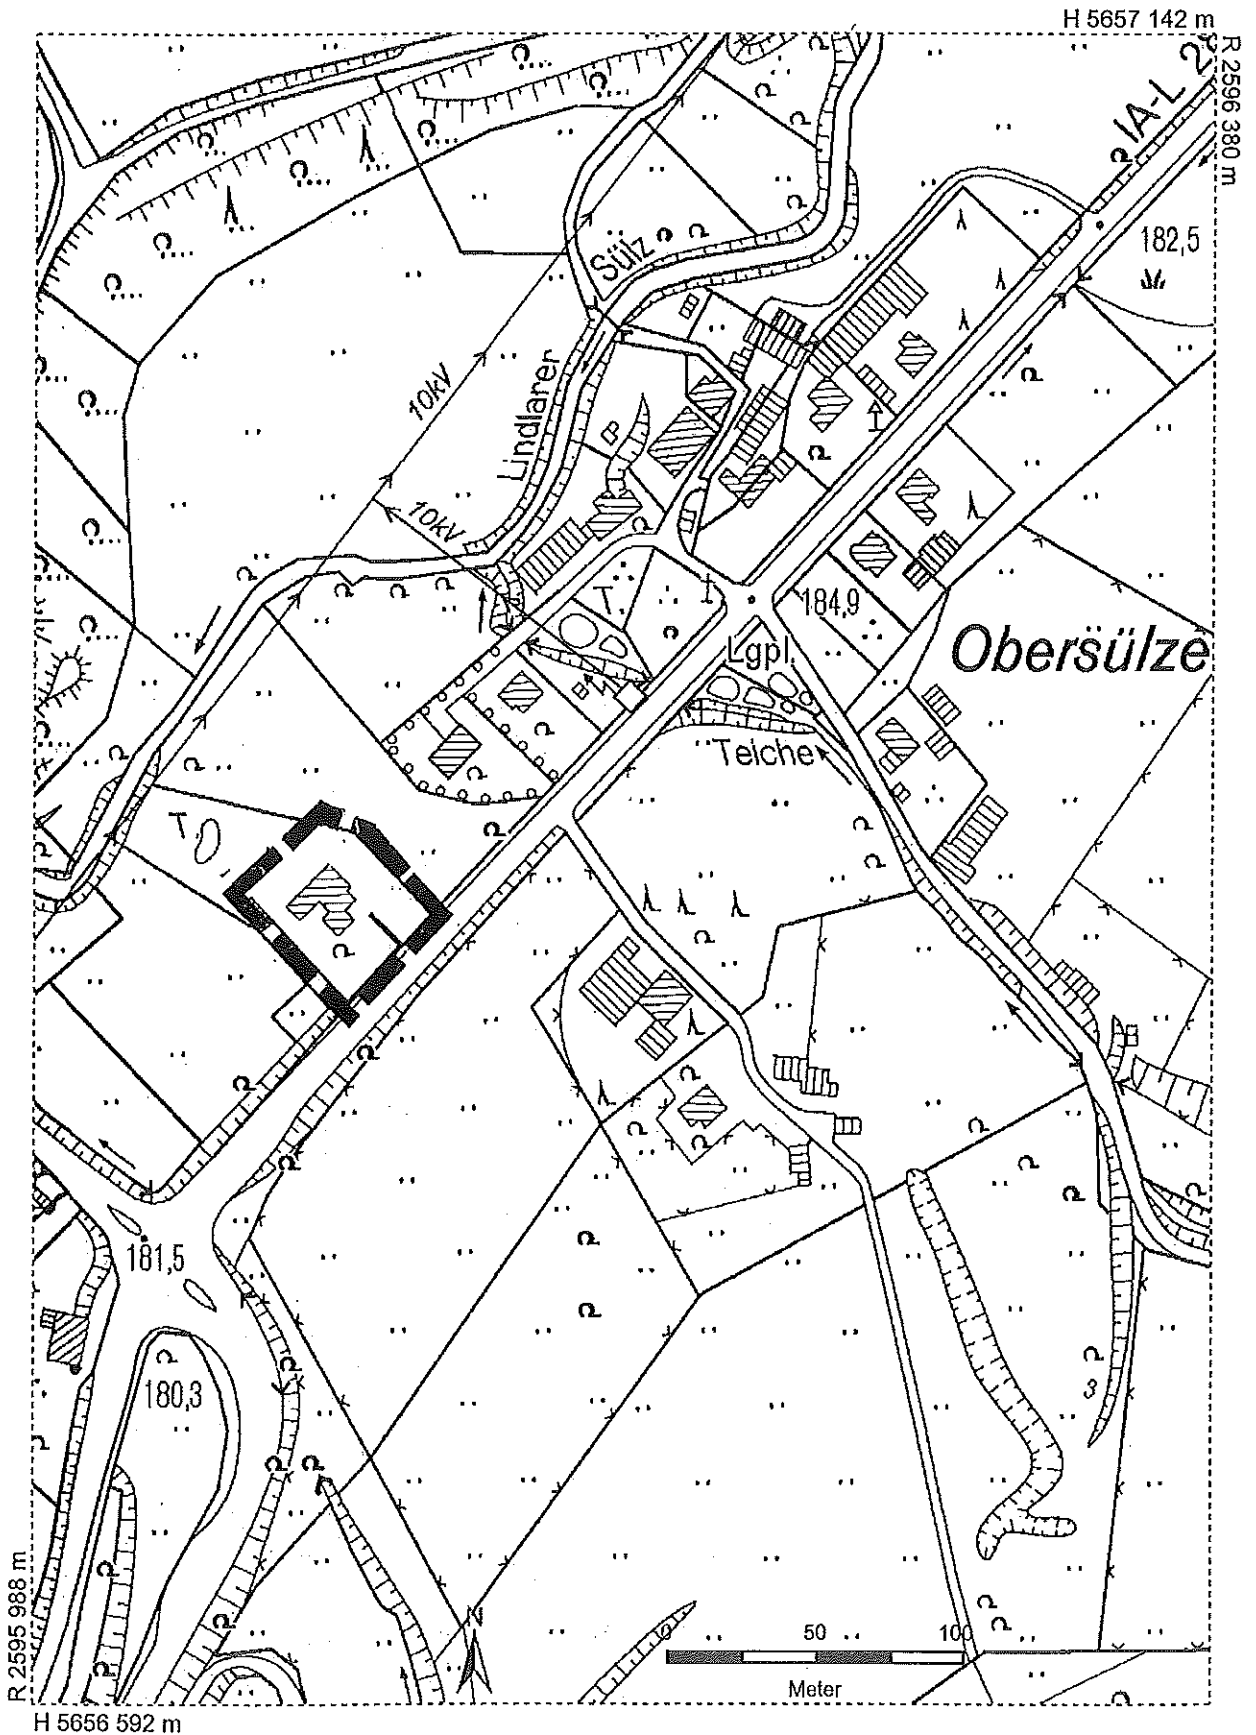 H 5657 142 m
R 2596 380 m
IA-L 2
182,5
Sülz
Lindlarer
10kV
10kV
T.
184,9
Lgpl.
Obersülze
Teiche
T.
181,5
180,3
3
N
0 50 100
Meter
R 2595 988 m
H 5656 592 m